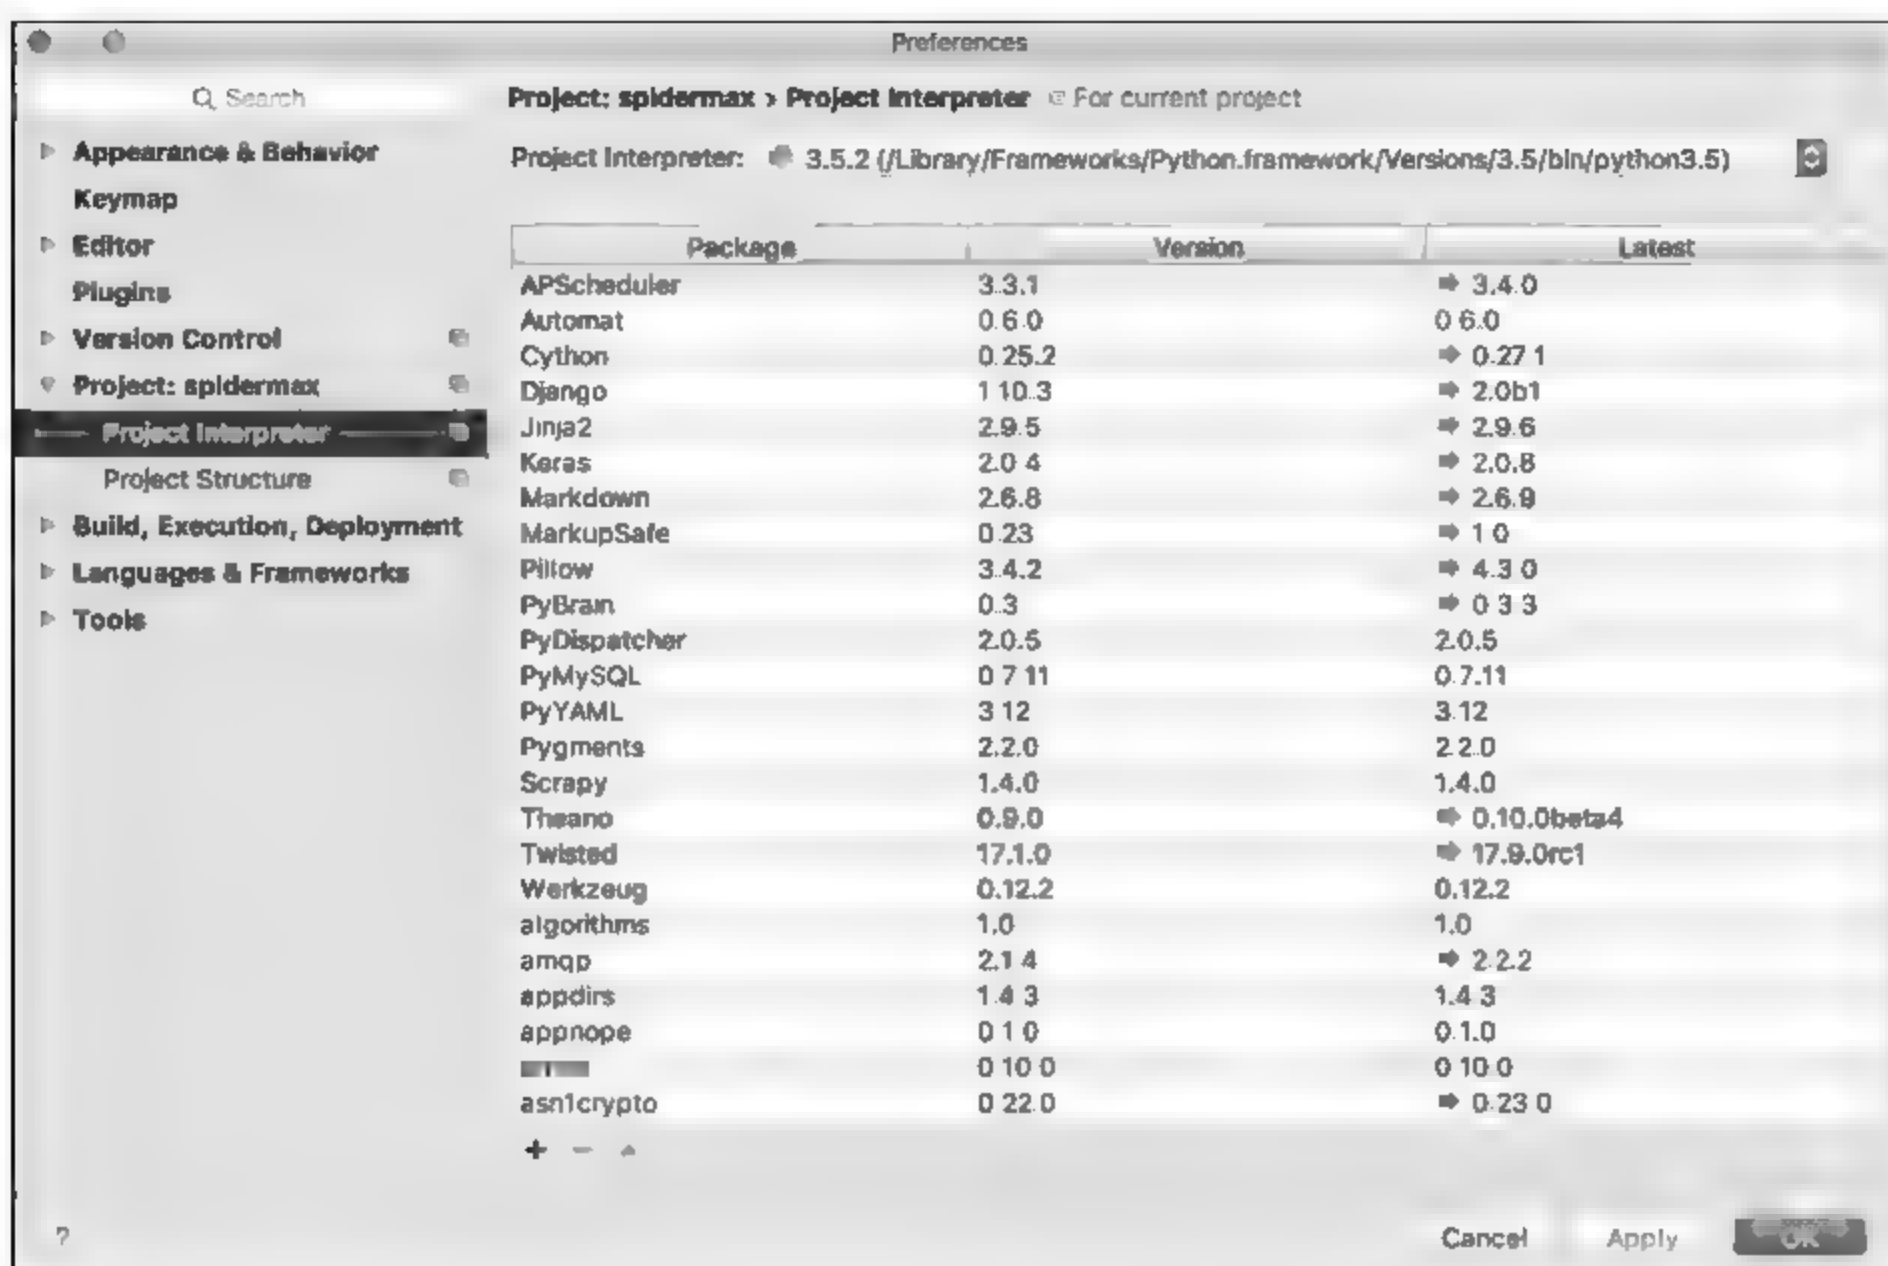 Preferences
Search
Project: spidermax › Project Interpreter For current project
Appearance & Behavior
Keymap
Editor
Plugins
Version Control
Project: spidermax
Project Interpreter
Project Structure
Build, Execution, Deployment
Languages & Frameworks
Tools
Project Interpreter: 3.5.2 (/Library/Frameworks/Python.framework/Versions/3.5/bin/python3.5)
Package Version Latest
APScheduler 3.3.1 3.4.0
Automat 0.6.0 0.6.0
Cython 0.25.2 0.27.1
Django 1.10.3 2.0b1
Jinja2 2.9.5 2.9.6
Keras 2.0.4 2.0.8
Markdown 2.6.8 2.6.9
MarkupSafe 0.23 1.0
Pillow 3.4.2 4.3.0
PyBrain 0.3 0.3.3
PyDispatcher 2.0.5 2.0.5
PyMySQL 0.7.11 0.7.11
PyYAML 3.12 3.12
Pygments 2.2.0 2.2.0
Scrapy 1.4.0 1.4.0
Theano 0.9.0 0.10.0beta4
Twisted 17.1.0 17.9.0rc1
Werkzeug 0.12.2 0.12.2
algorithms 1.0 1.0
amqp 2.1.4 2.2.2
appdirs 1.4.3 1.4.3
appnope 0.1.0 0.1.0
0.10.0 0.10.0
asn1crypto 0.22.0 0.23.0
+ −
?
Cancel Apply OK